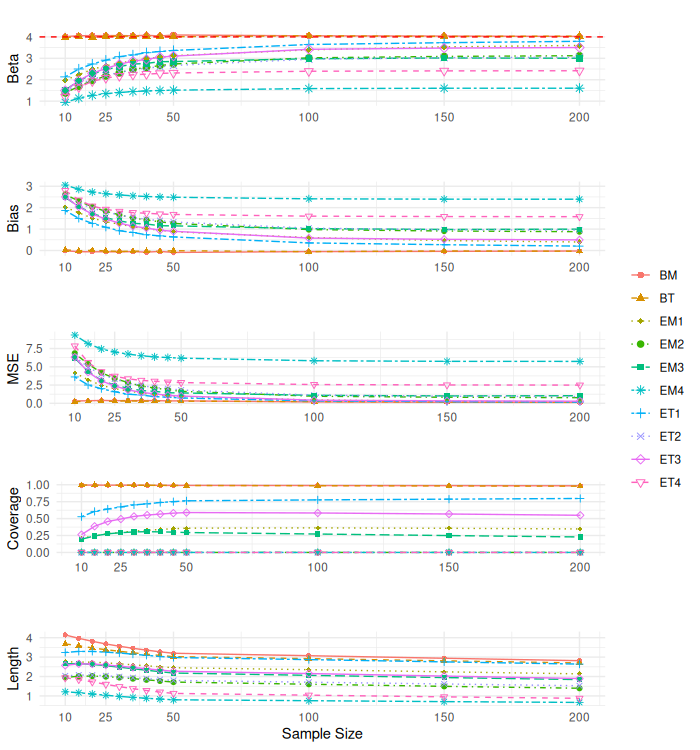 4
3
2
1
Beta
10 25 50 100 150 200
3
2
1
0
Bias
10 25 50 100 150 200
7.5
5.0
2.5
0.0
MSE
10 25 50 100 150 200
1.00
0.75
0.50
0.25
0.00
Coverage
10 25 50 100 150 200
4
3
2
1
Length
10 25 50 100 150 200
Sample Size
BM
BT
EM1
EM2
EM3
EM4
ET1
ET2
ET3
ET4